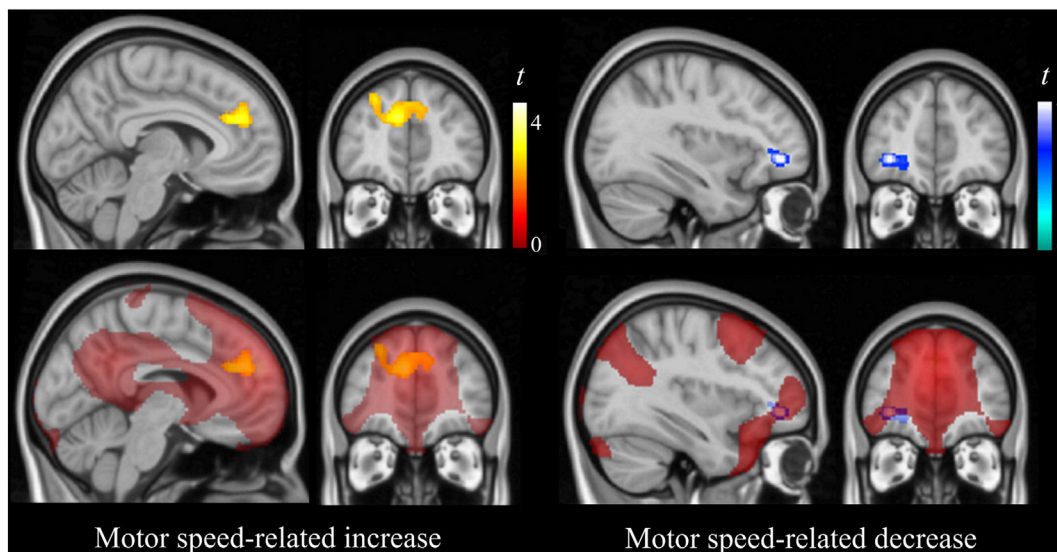 t
4
0
t
Motor speed-related increase
Motor speed-related decrease